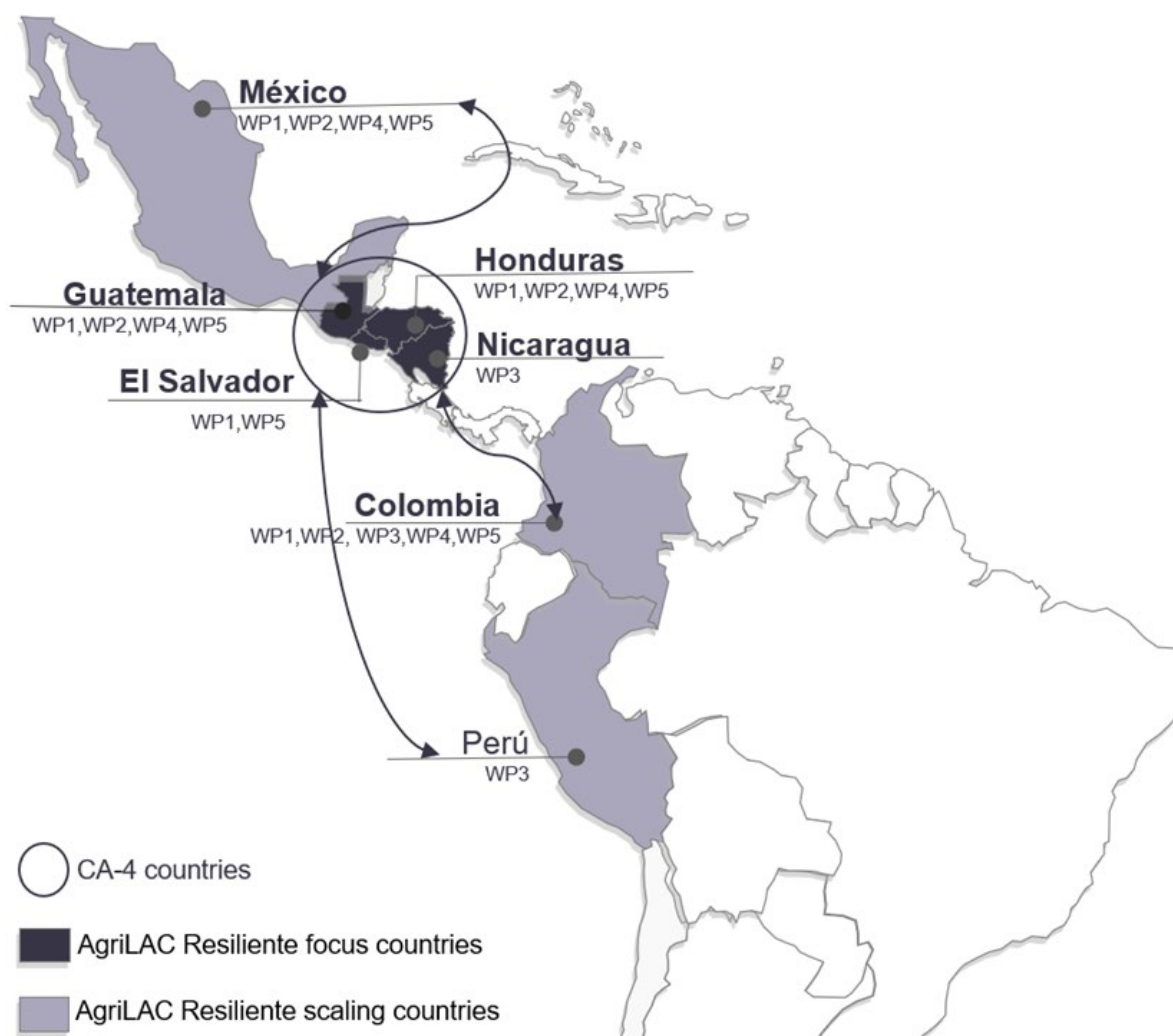 México
WP1,WP2,WP4,WP5
Honduras
WP1,WP2,WP4,WP5
Guatemala
WP1,WP2,WP4,WP5
Nicaragua
WP3
El Salvador
WP1,WP5
Colombia
WP1,WP2, WP3,WP4,WP5
Perú
WP3
CA-4 countries
AgriLAC Resiliente focus countries
AgriLAC Resiliente scaling countries